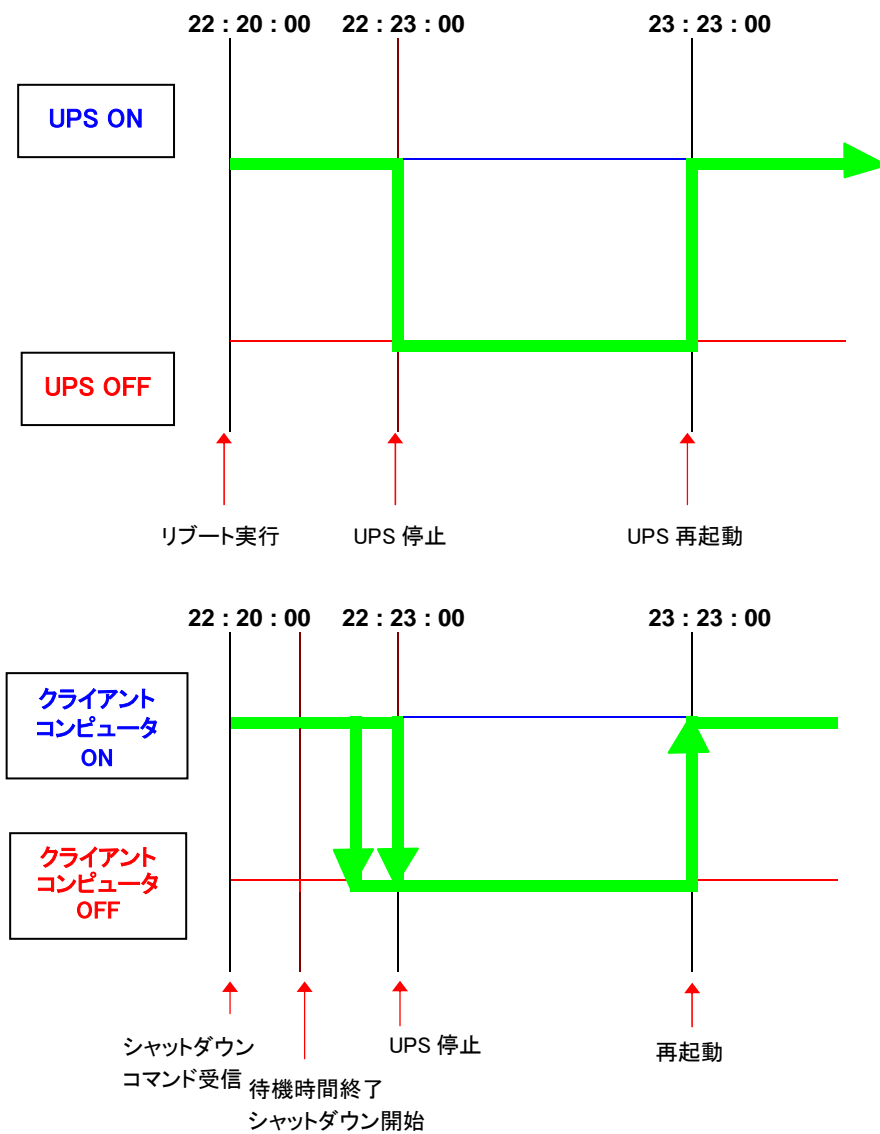 22 : 20 : 00 22 : 23 : 00 23 : 23 : 00
UPS ON
UPS OFF
リブート実行 UPS 停止 UPS 再起動
22 : 20 : 00 22 : 23 : 00 23 : 23 : 00
クライアント
コンピュータ
ON
クライアント
コンピュータ
OFF
シャットダウン
コマンド受信
待機時間終了
シャットダウン開始
UPS 停止
再起動